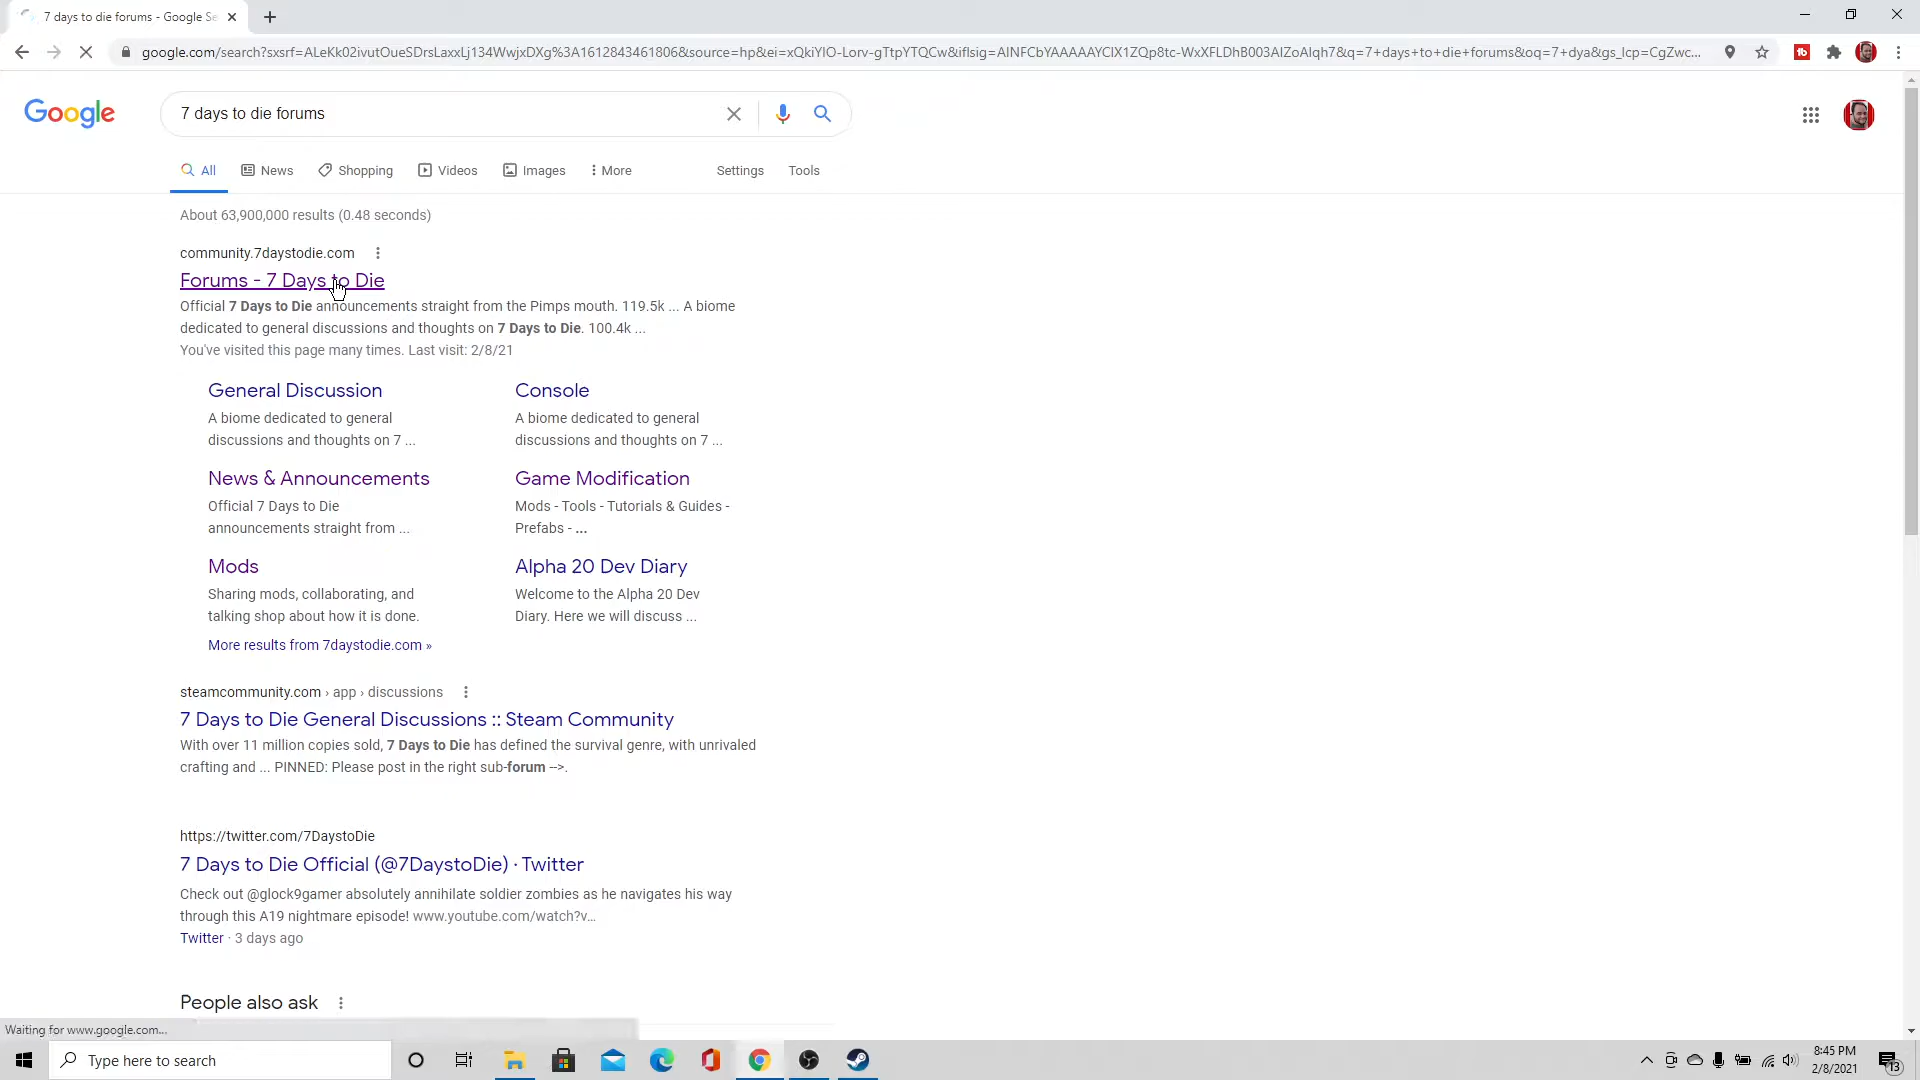 7 days to die forums - Google Se
google.com/search?sxsrf=ALeKk02ivutOueSDrsLaxxLj134WwjxDXg%3A1612843461806&source=hp&ei=xQkiYIO-Lorv-gTtpYTQCw&iflsig=AINFCbYAAAAAYCIX1ZQp8tc-WxXFLDhB003AIZoAlqh7&q=7+days+to+die+forums&oq=7+dya&gs_lcp=CgZwc...
Google
7 days to die forums
All News Shopping Videos Images More Settings Tools
About 63,900,000 results (0.48 seconds)
community.7daystodie.com
Forums - 7 Days to Die
Official 7 Days to Die announcements straight from the Pimps mouth. 119.5k ... A biome
dedicated to general discussions and thoughts on 7 Days to Die. 100.4k ...
You've visited this page many times. Last visit: 2/8/21
General Discussion
A biome dedicated to general
discussions and thoughts on 7 ...
Console
A biome dedicated to general
discussions and thoughts on 7 ...
News & Announcements
Official 7 Days to Die
announcements straight from ...
Game Modification
Mods - Tools - Tutorials & Guides -
Prefabs - ...
Mods
Sharing mods, collaborating, and
talking shop about how it is done.
Alpha 20 Dev Diary
Welcome to the Alpha 20 Dev
Diary. Here we will discuss ...
More results from 7daystodie.com »
steamcommunity.com › app › discussions
7 Days to Die General Discussions :: Steam Community
With over 11 million copies sold, 7 Days to Die has defined the survival genre, with unrivaled
crafting and ... PINNED: Please post in the right sub-forum -->.
https://twitter.com/7DaystoDie
7 Days to Die Official (@7DaystoDie) · Twitter
Check out @glock9gamer absolutely annihilate soldier zombies as he navigates his way
through this A19 nightmare episode! www.youtube.com/watch?v...
Twitter · 3 days ago
People also ask
Waiting for www.google.com...
Type here to search
8:45 PM
2/8/2021
13